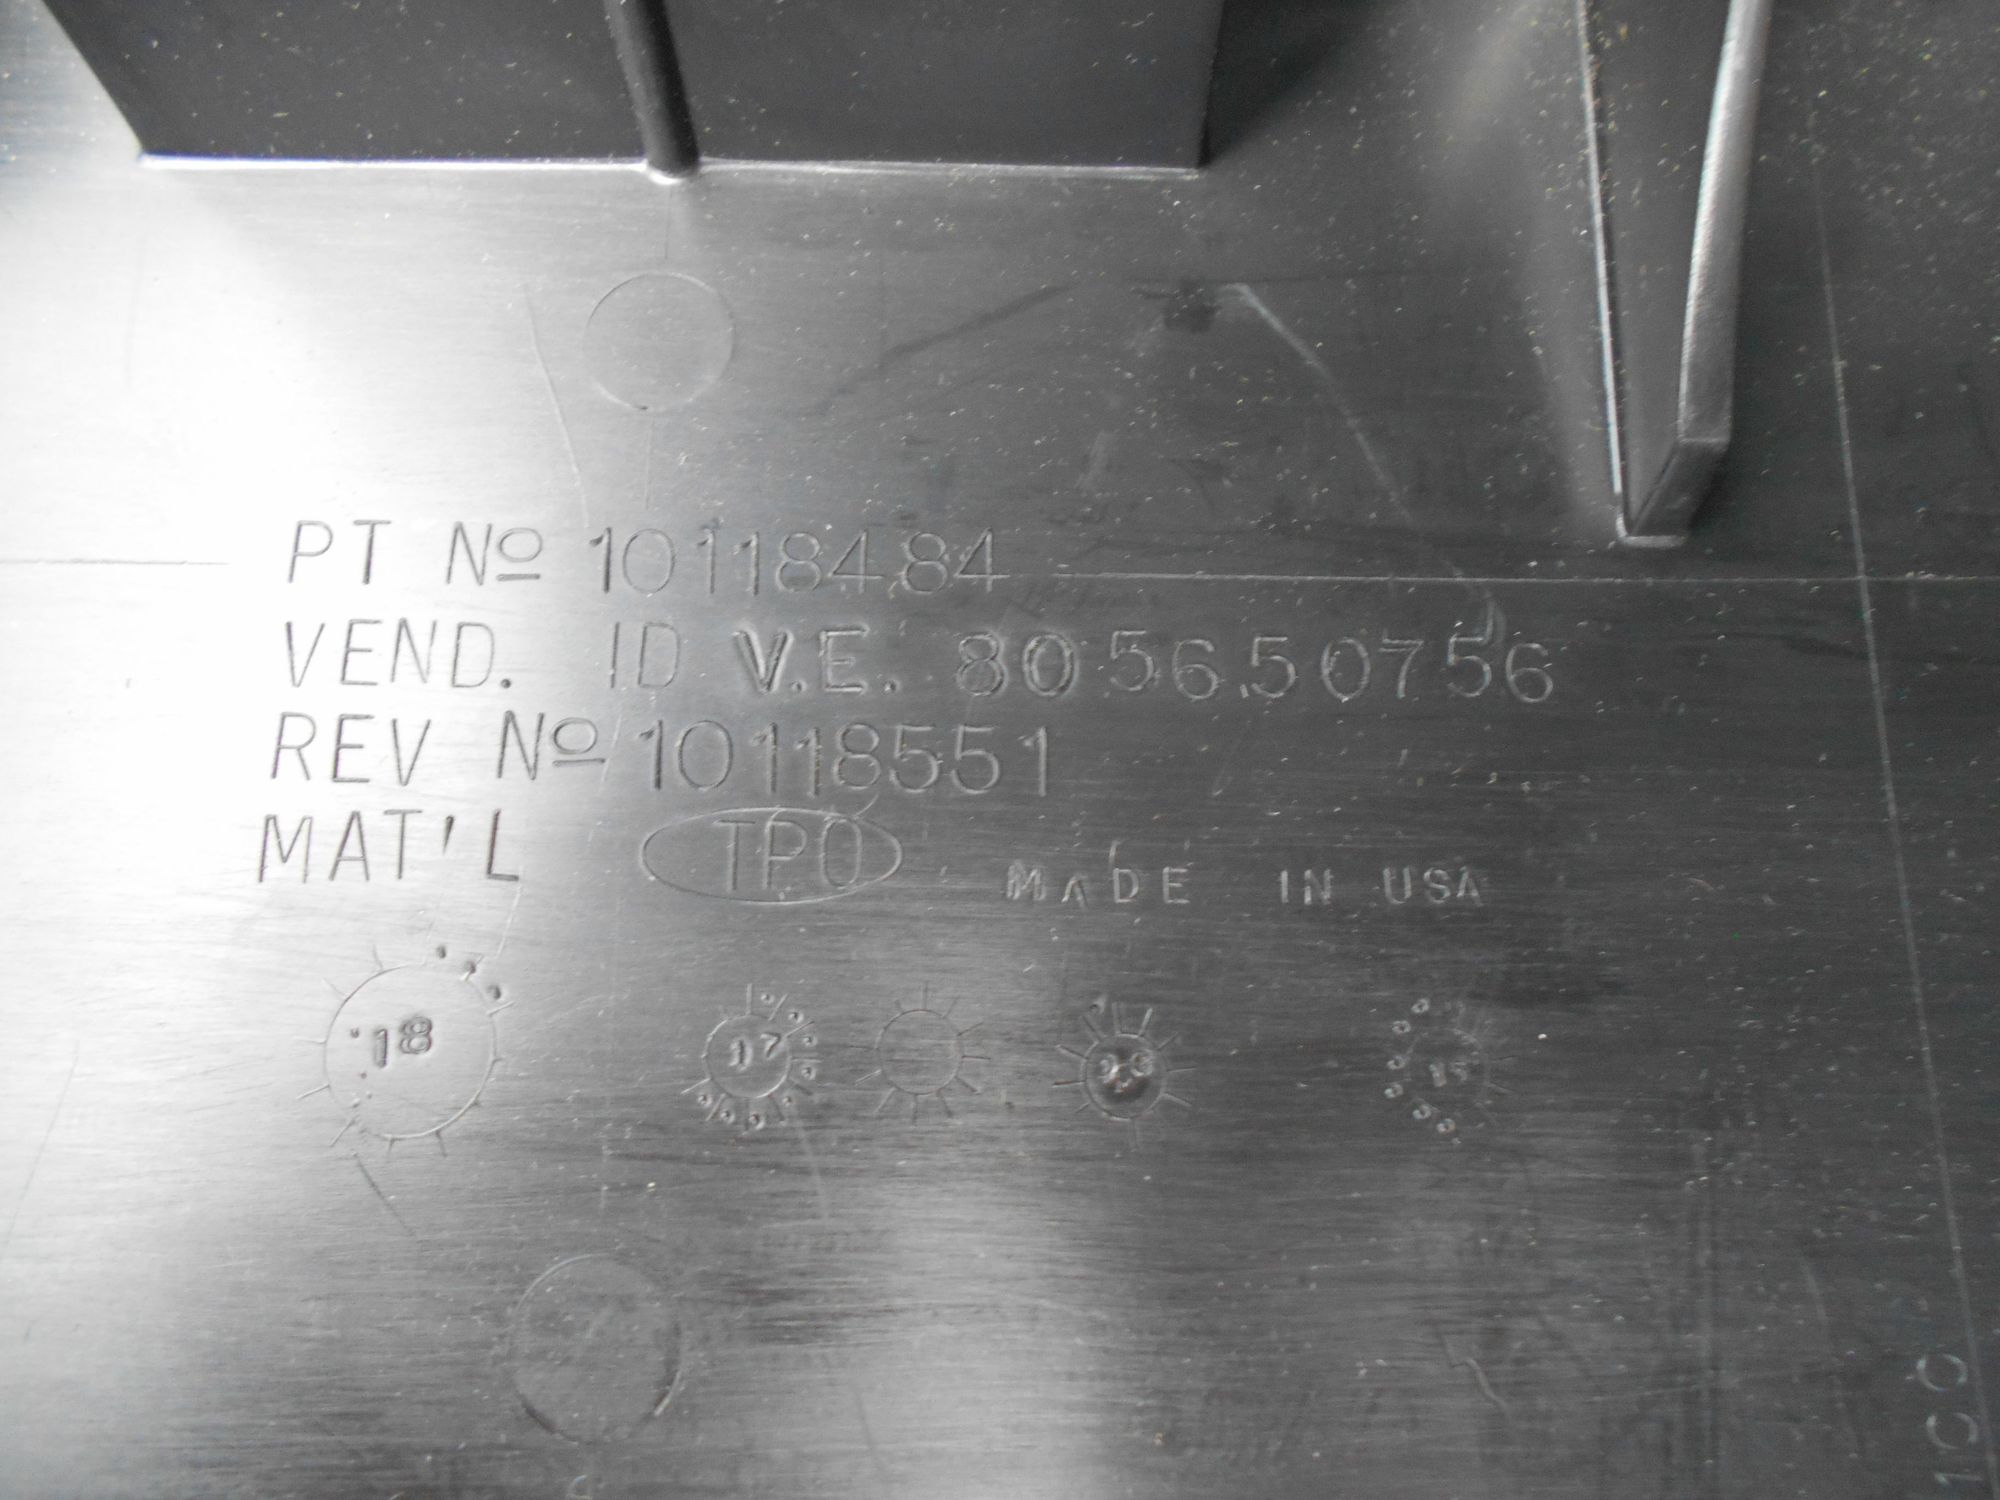 PT Nº 10118484
VEND. ID V.E. 805650756
REV Nº 10118551
MAT'L TPO
MADE IN USA
18
17
15